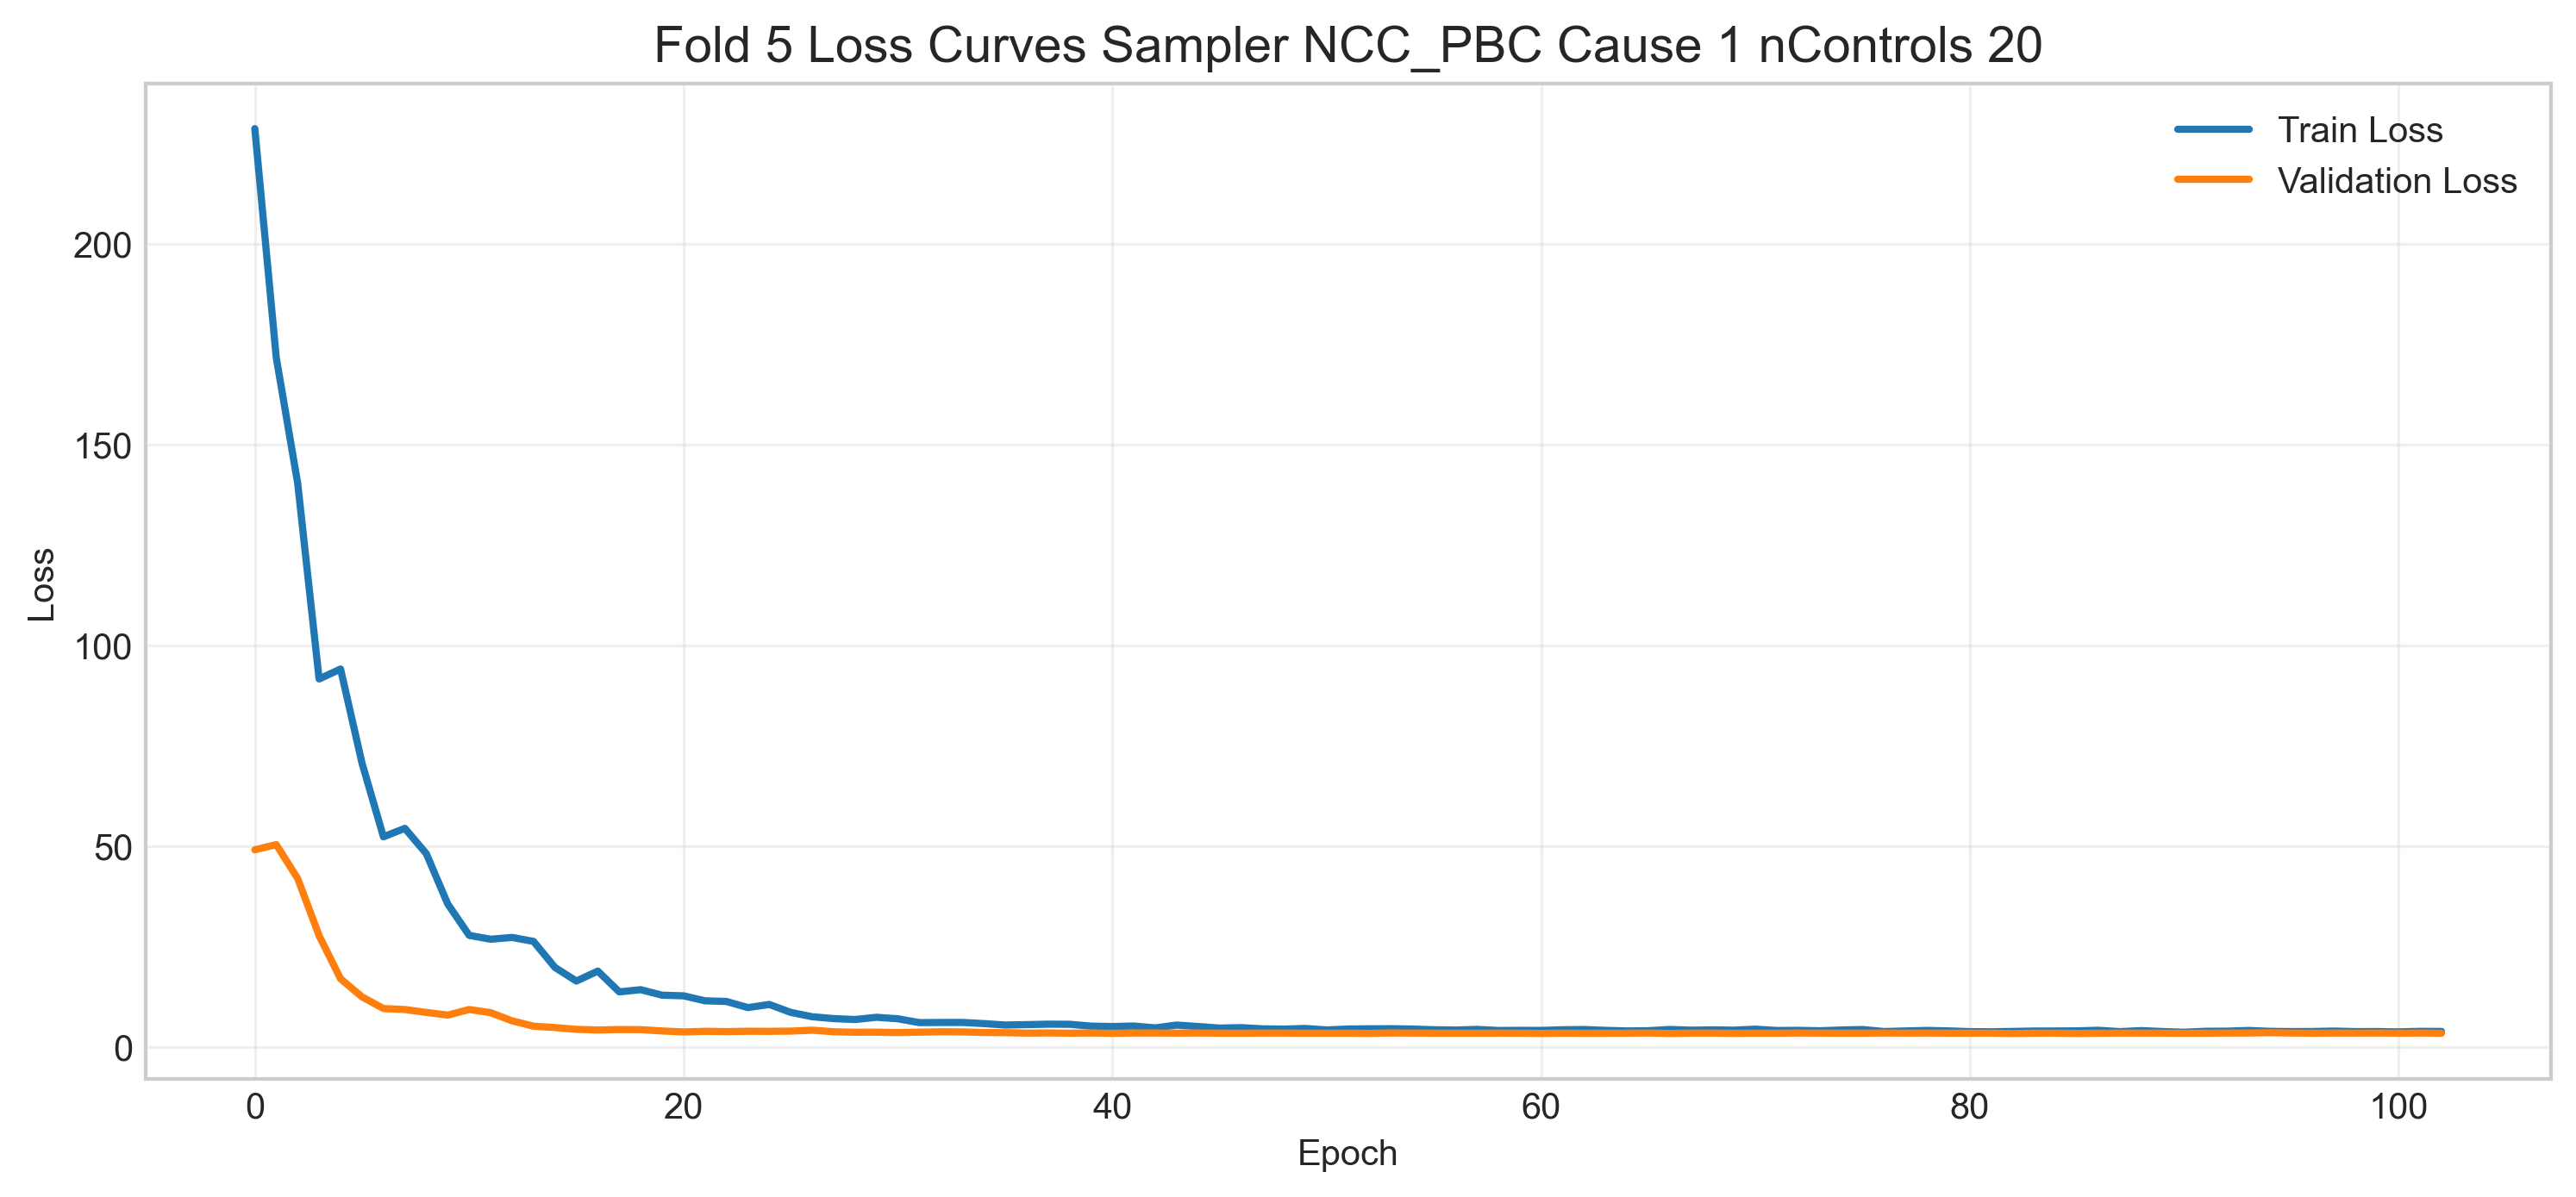 Fold 5 Loss Curves Sampler NCC_PBC Cause 1 nControls 20
Train Loss
Validation Loss
200
150
100
50
0
Loss
0 20 40 60 80 100
Epoch